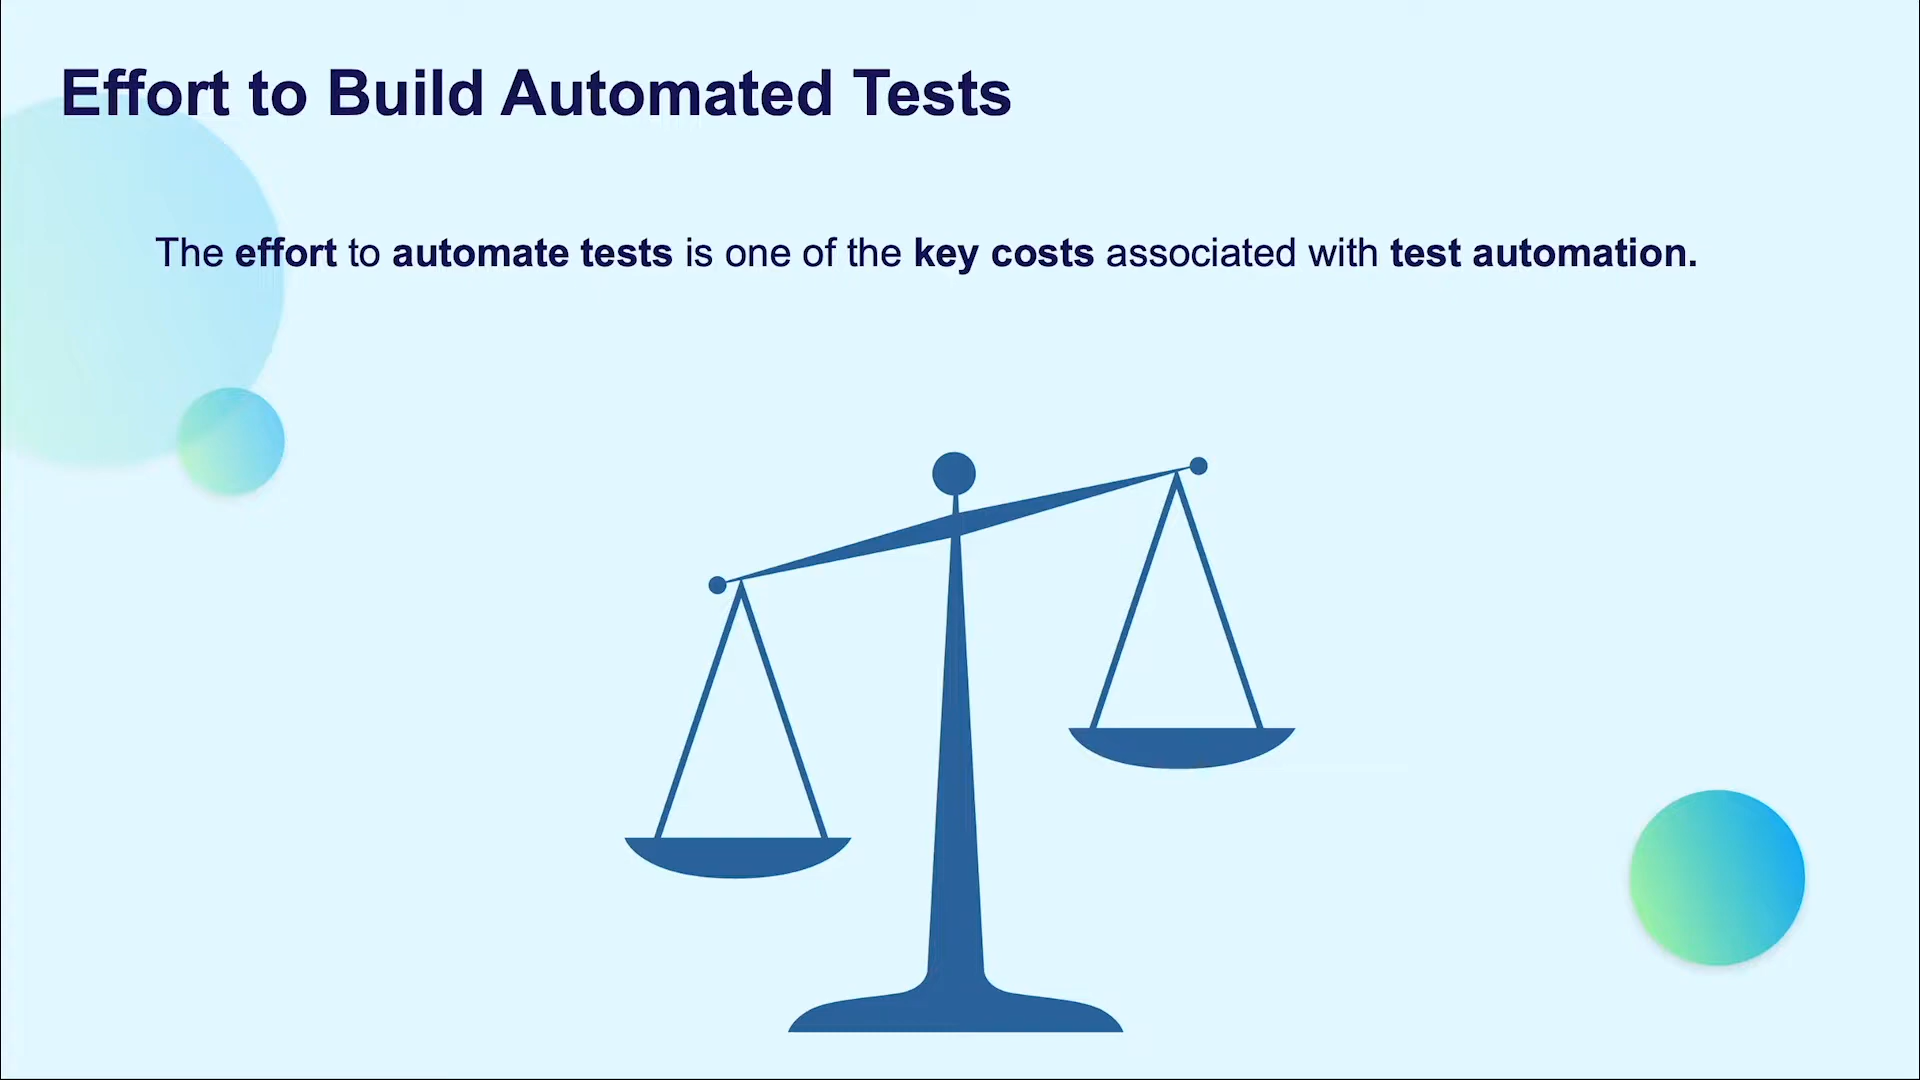 Effort to Build Automated Tests
The effort to automate tests is one of the key costs associated with test automation.